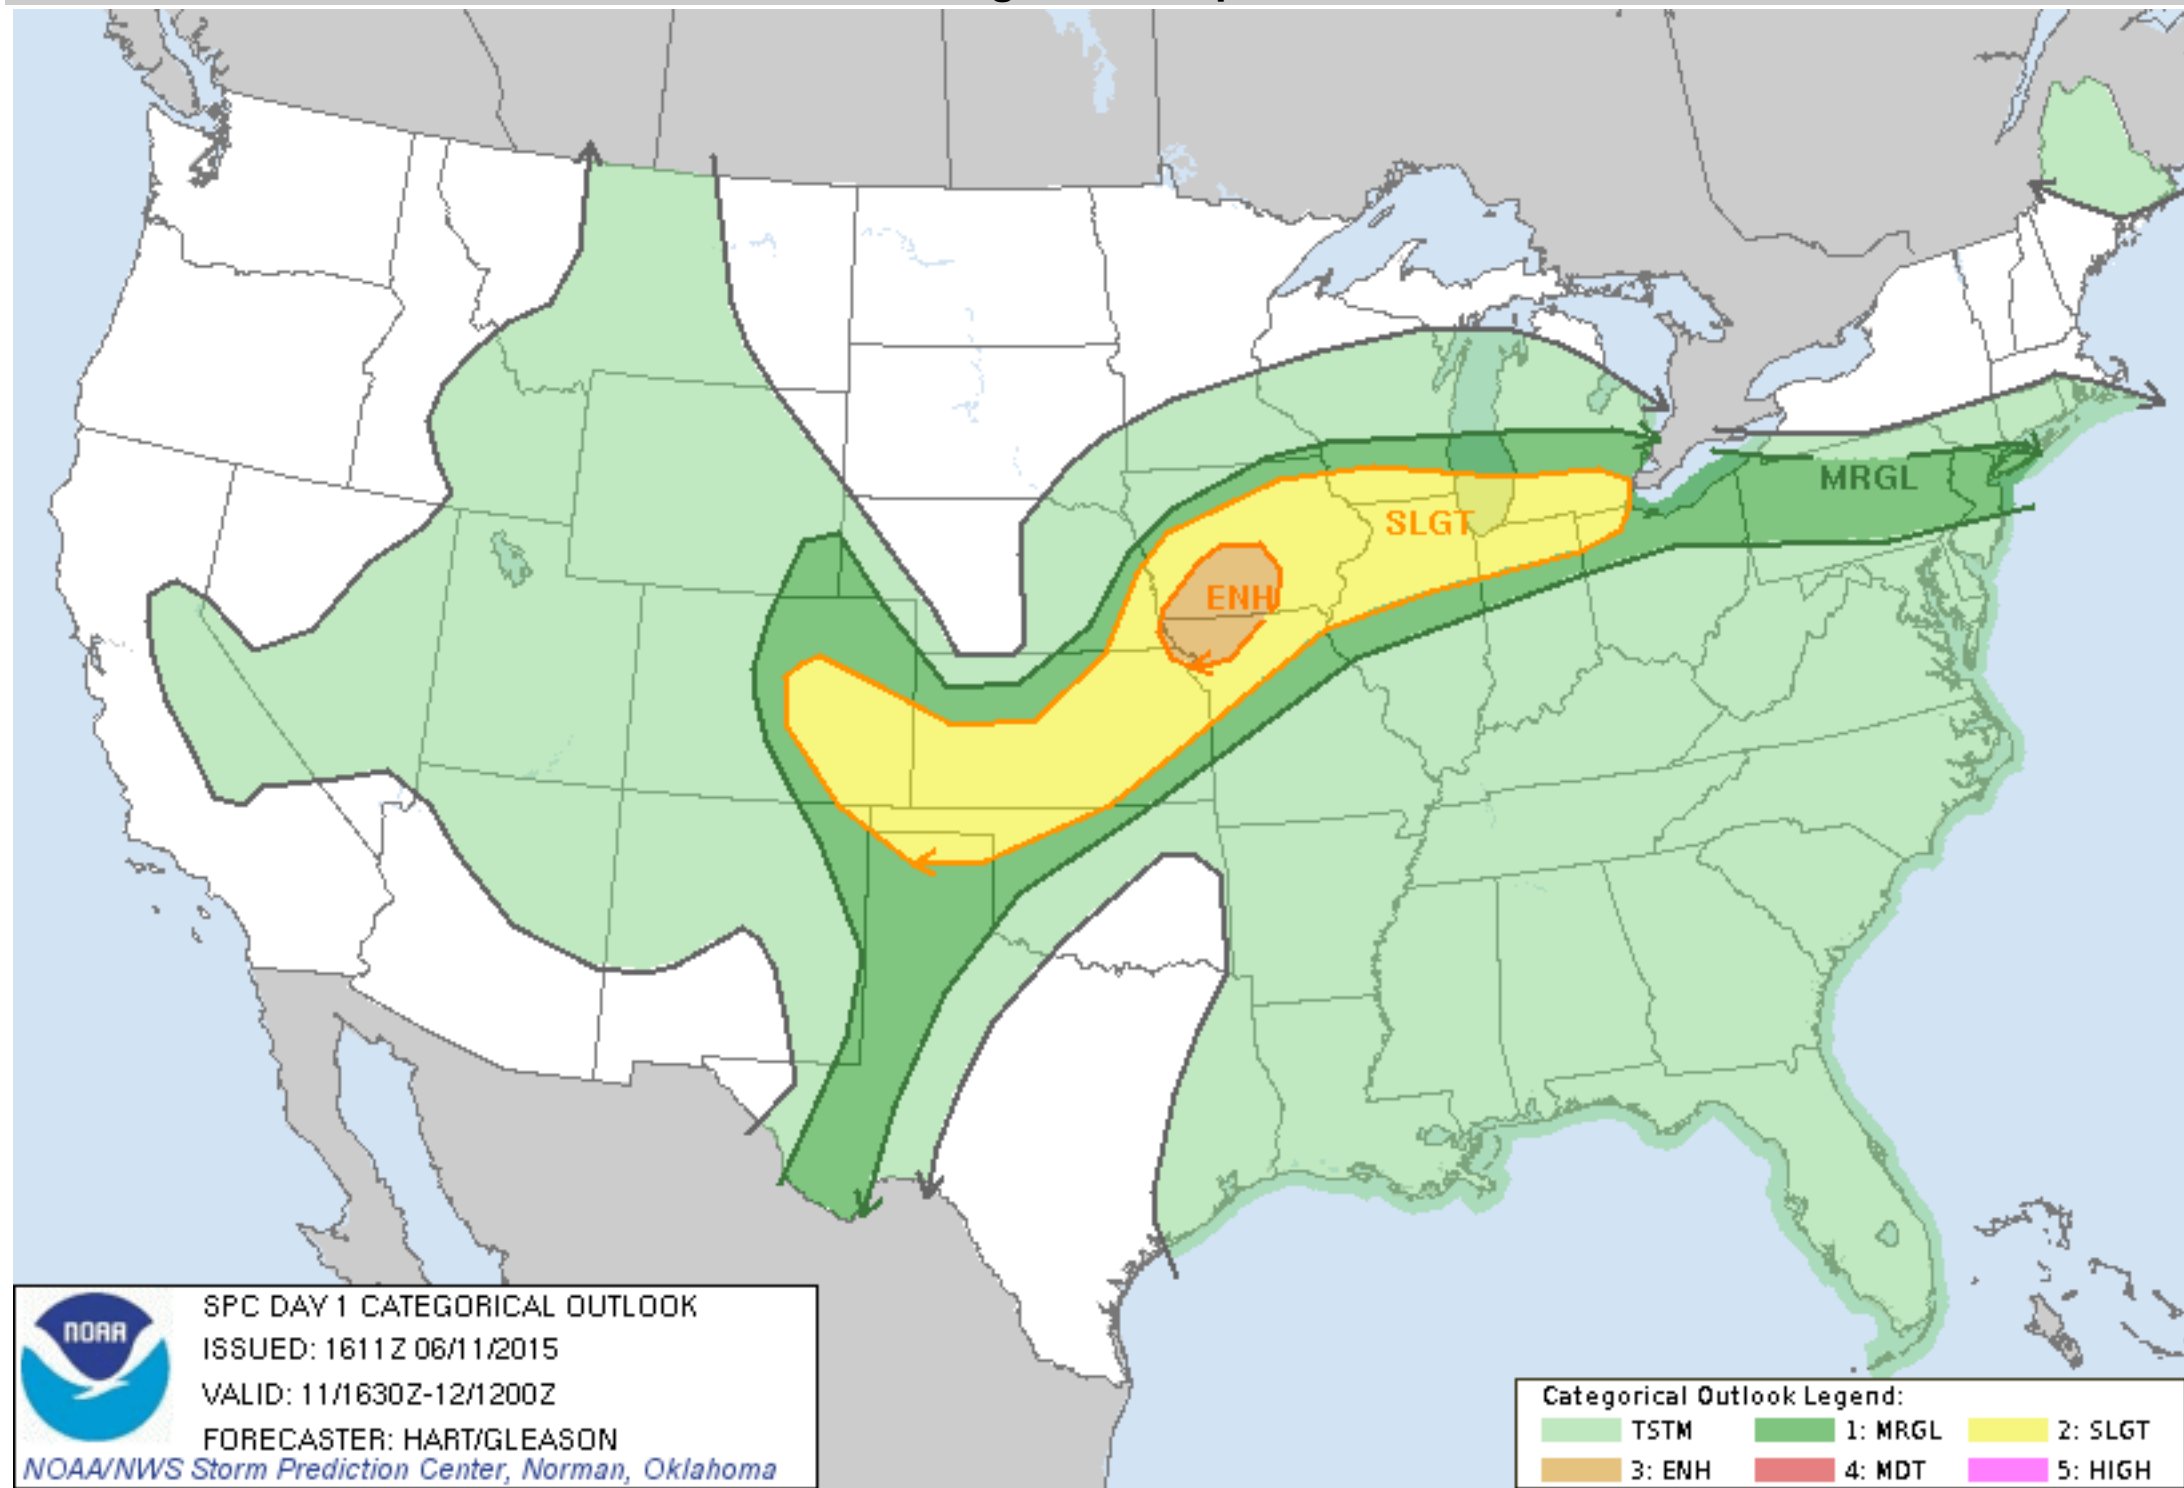 MRGL
SLGT
ENH
NOAA
SPC DAY 1 CATEGORICAL OUTLOOK
ISSUED: 1611Z 06/11/2015
VALID: 11/1630Z-12/1200Z
FORECASTER: HART/GLEASON
NOAA/NWS Storm Prediction Center, Norman, Oklahoma
Categorical Outlook Legend:
TSTM 1: MRGL 2: SLGT
3: ENH 4: MDT 5: HIGH